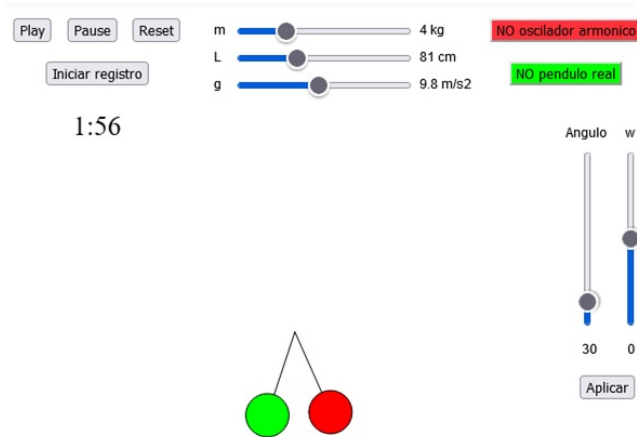 Play Pause Reset
Iniciar registro
1:56
m 4 kg
L 81 cm
g 9.8 m/s2
NO oscilador armonico
NO pendulo real
Angulo w
30 0
Aplicar